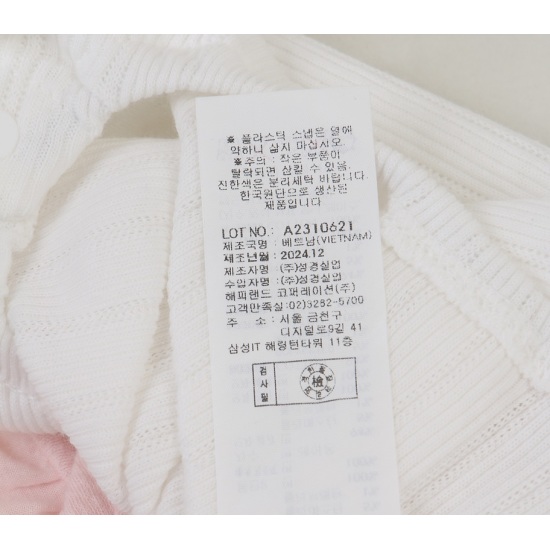 ※ 플라스틱 스냅은 열에
약하니 삶지 마십시오.
※주의 : 작은 부품이
탈락되면 삼킬 수 있음.
진한색은 분리세탁 바랍니다.
한국원단으로 생산된
제품입니다
LOT NO.: A2310621
제조국명 : 베트남(VIETNAM)
제조년월 : 2024.12
제조자명 : (주)성경실업
수입자명 : (주)성경실업
해피랜드 코퍼레이션(주)
고객만족실:02)3282-5700
주 소 : 서울 금천구
디지털로9길 41
삼성IT 해링턴타워 11층
검사필 檢